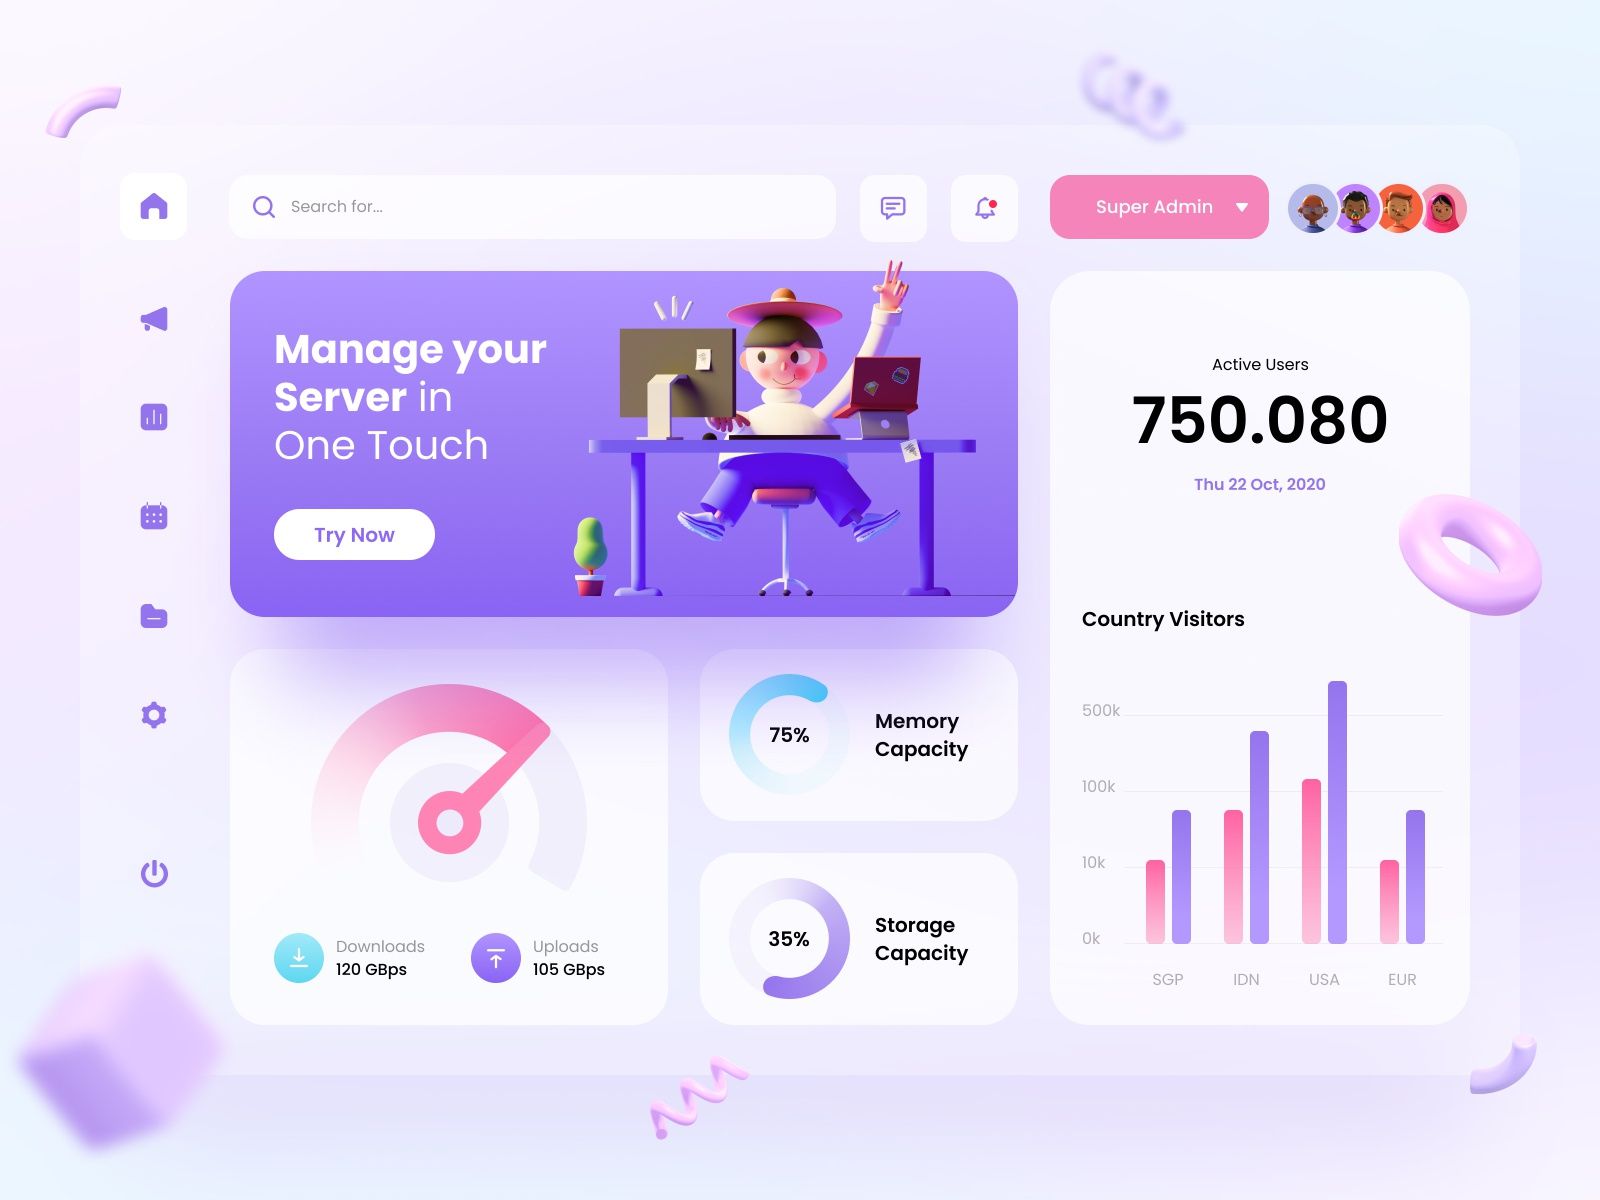 Search for...
Super Admin
Manage your
Server in
One Touch
Try Now
Active Users
750.080
Thu 22 Oct, 2020
Downloads
120 GBps
Uploads
105 GBps
75%
Memory
Capacity
35%
Storage
Capacity
Country Visitors
500k
100k
10k
0k
SGP IDN USA EUR